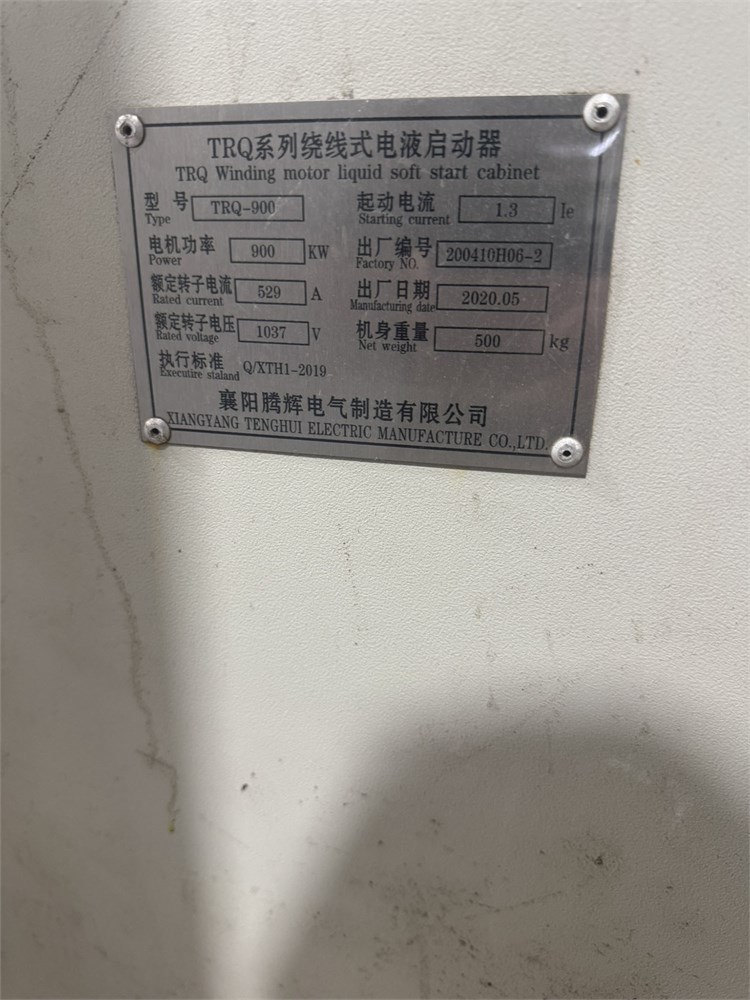 TRQ系列绕线式电液启动器
TRQ Winding motor liquid soft start cabinet
型号 TRQ-900 起动电流 1.3 Ie
Type Starting current
电机功率 900 KW 出厂编号 200410H06-2
Power Factory NO.
额定转子电流 529 A 出厂日期 2020.05
Rated current Manufacturing date
额定转子电压 1037 V 机身重量 500 kg
Rated voltage Net weight
执行标准 Q/XTH1-2019
Executire staland
襄阳腾辉电气制造有限公司
XIANGYANG TENGHUI ELECTRIC MANUFACTURE CO.,LTD.